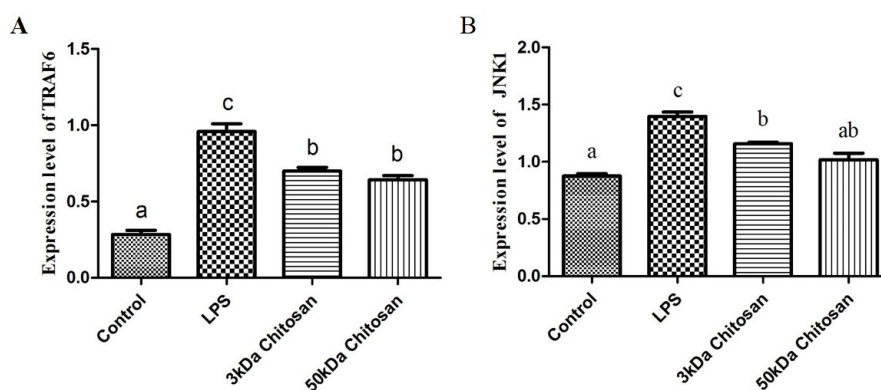 A
Expression level of TRAF6
1.5
1.0
0.5
0.0
a
c
b
b
Control
LPS
3kDa Chitosan
50kDa Chitosan
B
Expression level of JNK1
2.0
1.5
1.0
0.5
0.0
a
c
b
ab
Control
LPS
3kDa Chitosan
50kDa Chitosan